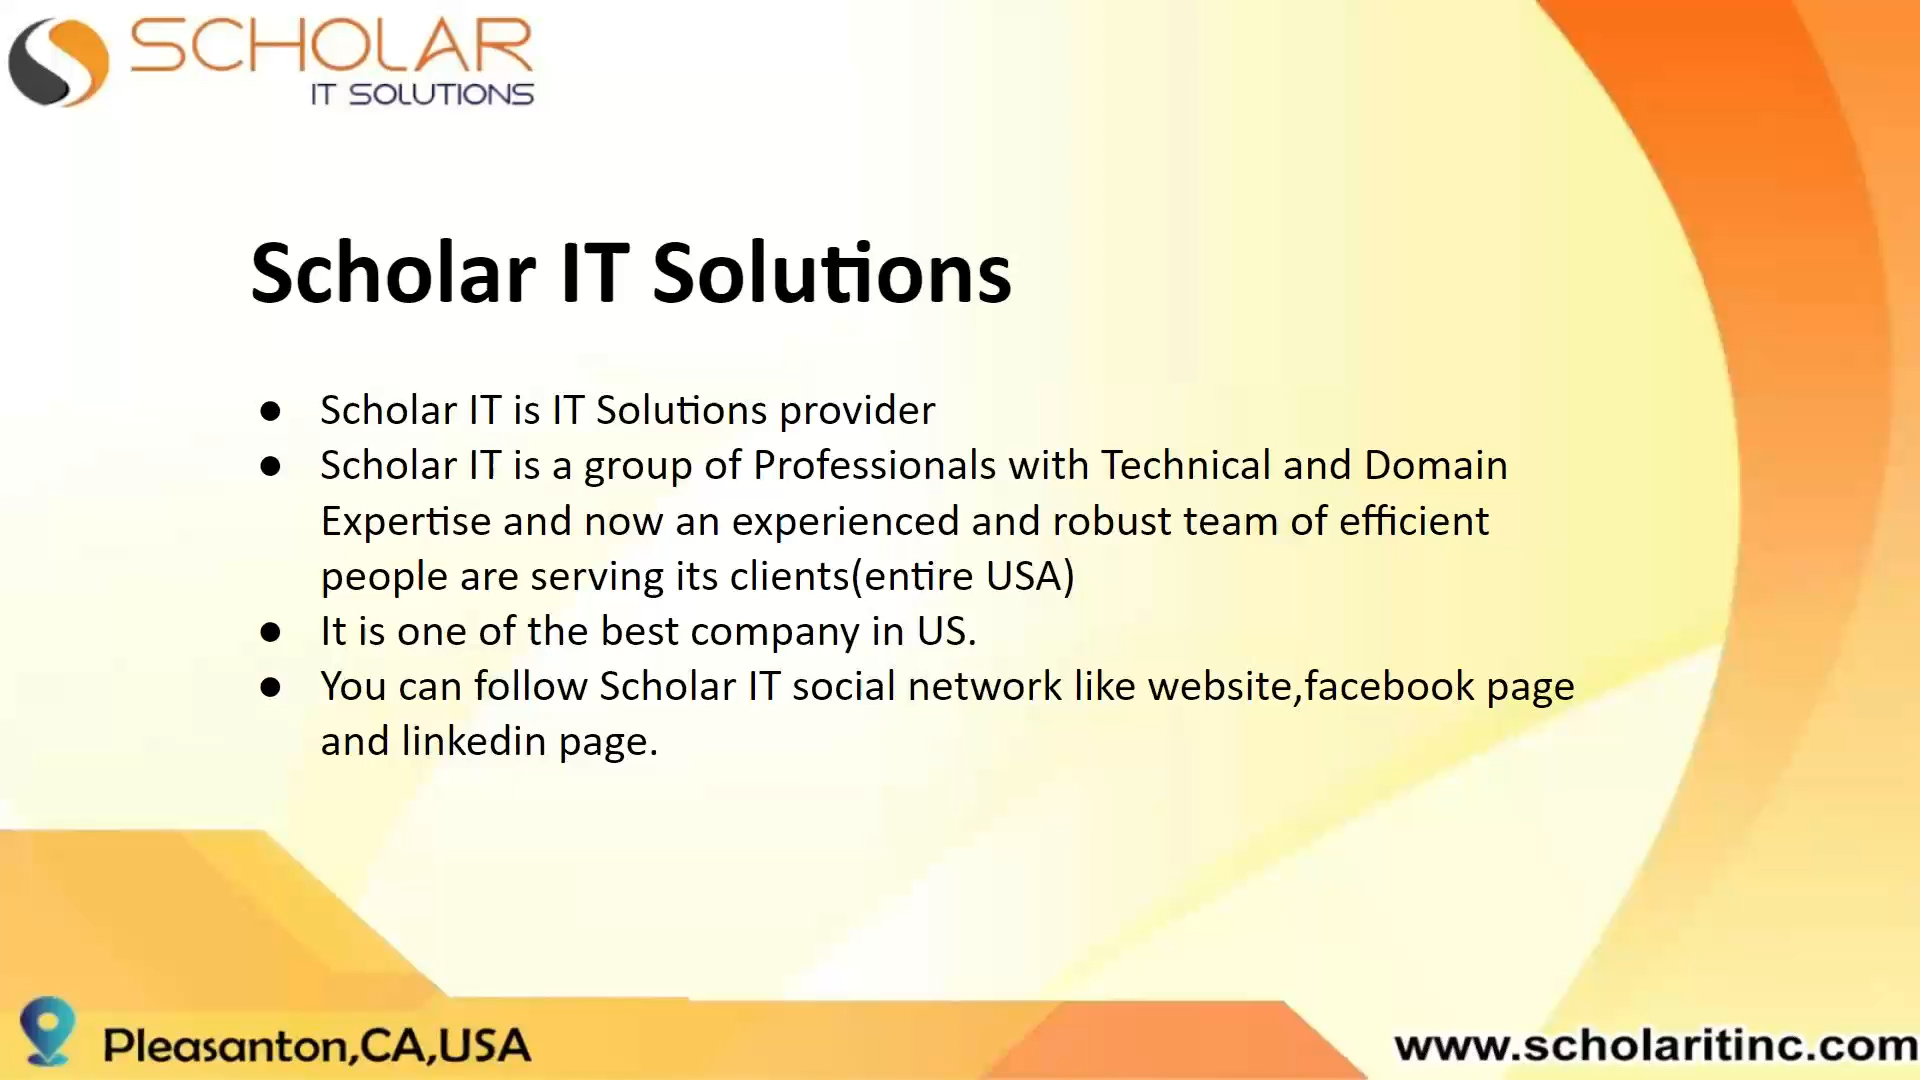 SCHOLAR
IT SOLUTIONS
Scholar IT Solutions
● Scholar IT is IT Solutions provider
● Scholar IT is a group of Professionals with Technical and Domain
Expertise and now an experienced and robust team of efficient
people are serving its clients(entire USA)
● It is one of the best company in US.
● You can follow Scholar IT social network like website,facebook page
and linkedin page.
Pleasanton,CA,USA
www.scholaritinc.com